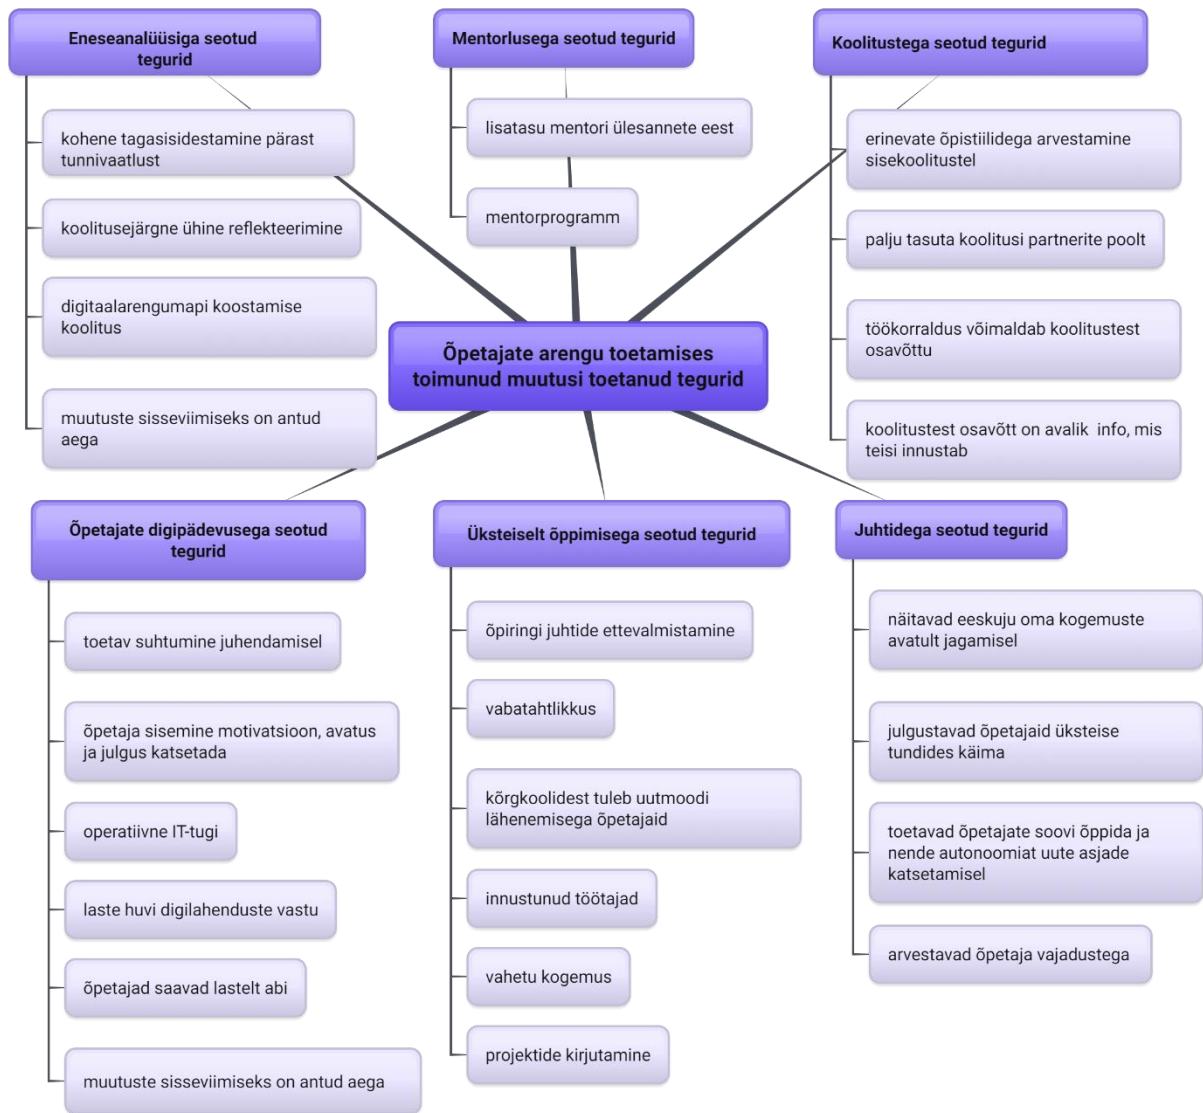 Eneseanalüüsiga seotud
tegurid
kohene tagasisidestamine pärast
tunnivaatlust
koolitusejärgne ühine reflekteerimine
digitaalarengumapi koostamise
koolitus
muutuste sisseviimiseks on antud
aega
Mentorlusega seotud tegurid
lisatasu mentori ülesannete eest
mentorprogramm
Koolitustega seotud tegurid
erinevate õpistiilidega arvestamine
sisekoolitustel
palju tasuta koolitusi partnerite poolt
töökorraldus võimaldab koolitustest
osavõttu
koolitustest osavõtt on avalik  info, mis
teisi innustab
Õpetajate arengu toetamises
toimunud muutusi toetanud tegurid
Õpetajate digipädevusega seotud
tegurid
toetav suhtumine juhendamisel
õpetaja sisemine motivatsioon, avatus
ja julgus katsetada
operatiivne IT-tugi
laste huvi digilahenduste vastu
õpetajad saavad lastelt abi
muutuste sisseviimiseks on antud aega
Üksteiselt õppimisega seotud tegurid
õpiringi juhtide ettevalmistamine
vabatahtlikkus
kõrgkoolidest tuleb uutmoodi
lähenemisega õpetajaid
innustunud töötajad
vahetu kogemus
projektide kirjutamine
Juhtidega seotud tegurid
näitavad eeskuju oma kogemuste
avatult jagamisel
julgustavad õpetajaid üksteise
tundides käima
toetavad õpetajate soovi õppida ja
nende autonoomiat uute asjade
katsetamisel
arvestavad õpetaja vajadustega